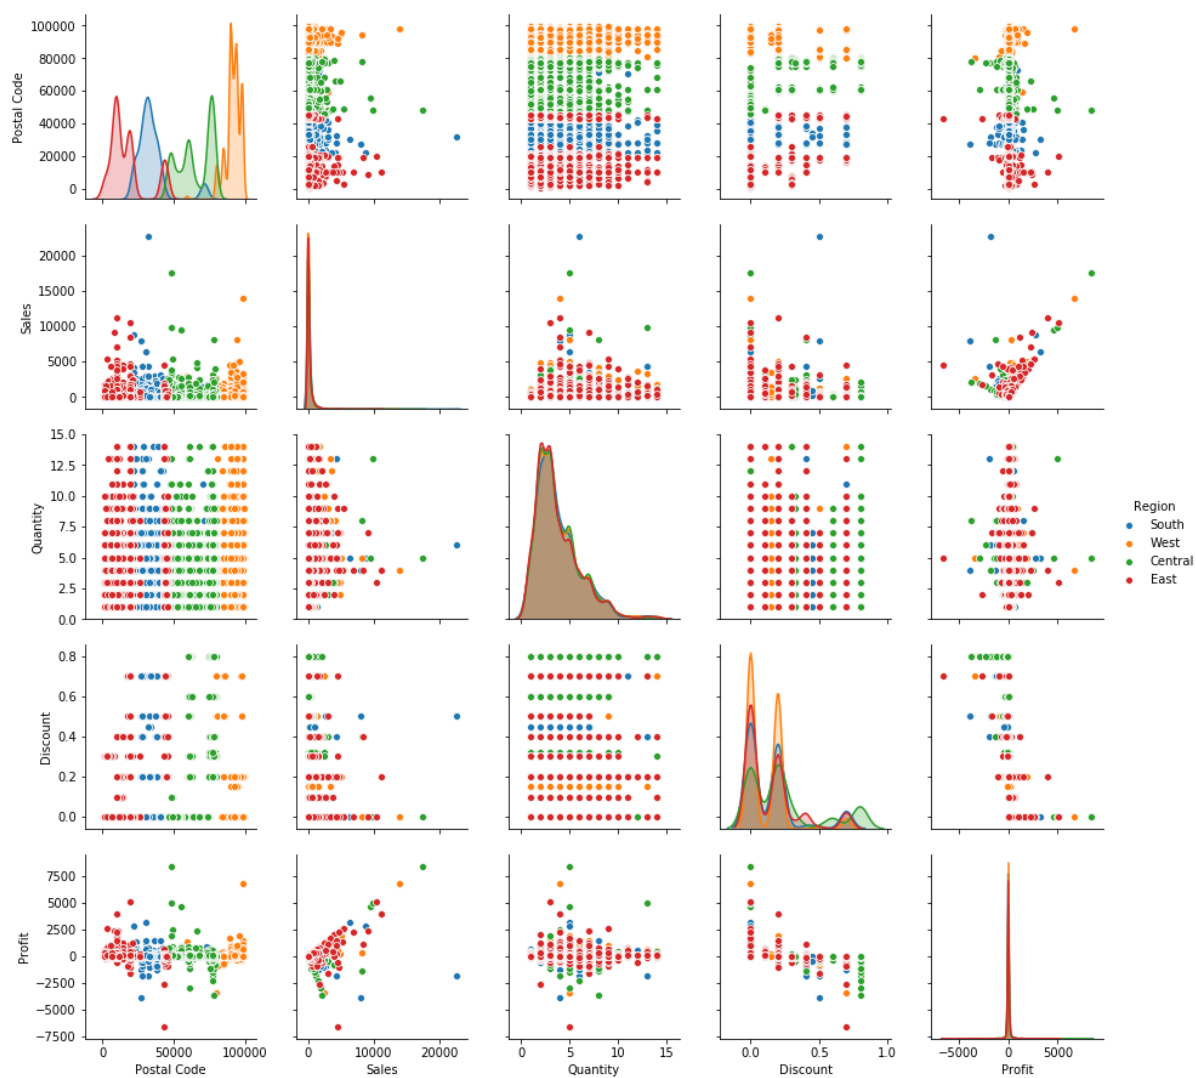 100000
80000
60000
40000
20000
0
Postal Code
20000
15000
10000
5000
0
Sales
15.0
12.5
10.0
7.5
5.0
2.5
0.0
Quantity
Region
South
West
Central
East
0.8
0.6
0.4
0.2
0.0
Discount
7500
5000
2500
0
−2500
−5000
−7500
Profit
0 50000 100000
Postal Code
0 10000 20000
Sales
0 5 10 15
Quantity
0.0 0.5 1.0
Discount
−5000 0 5000
Profit